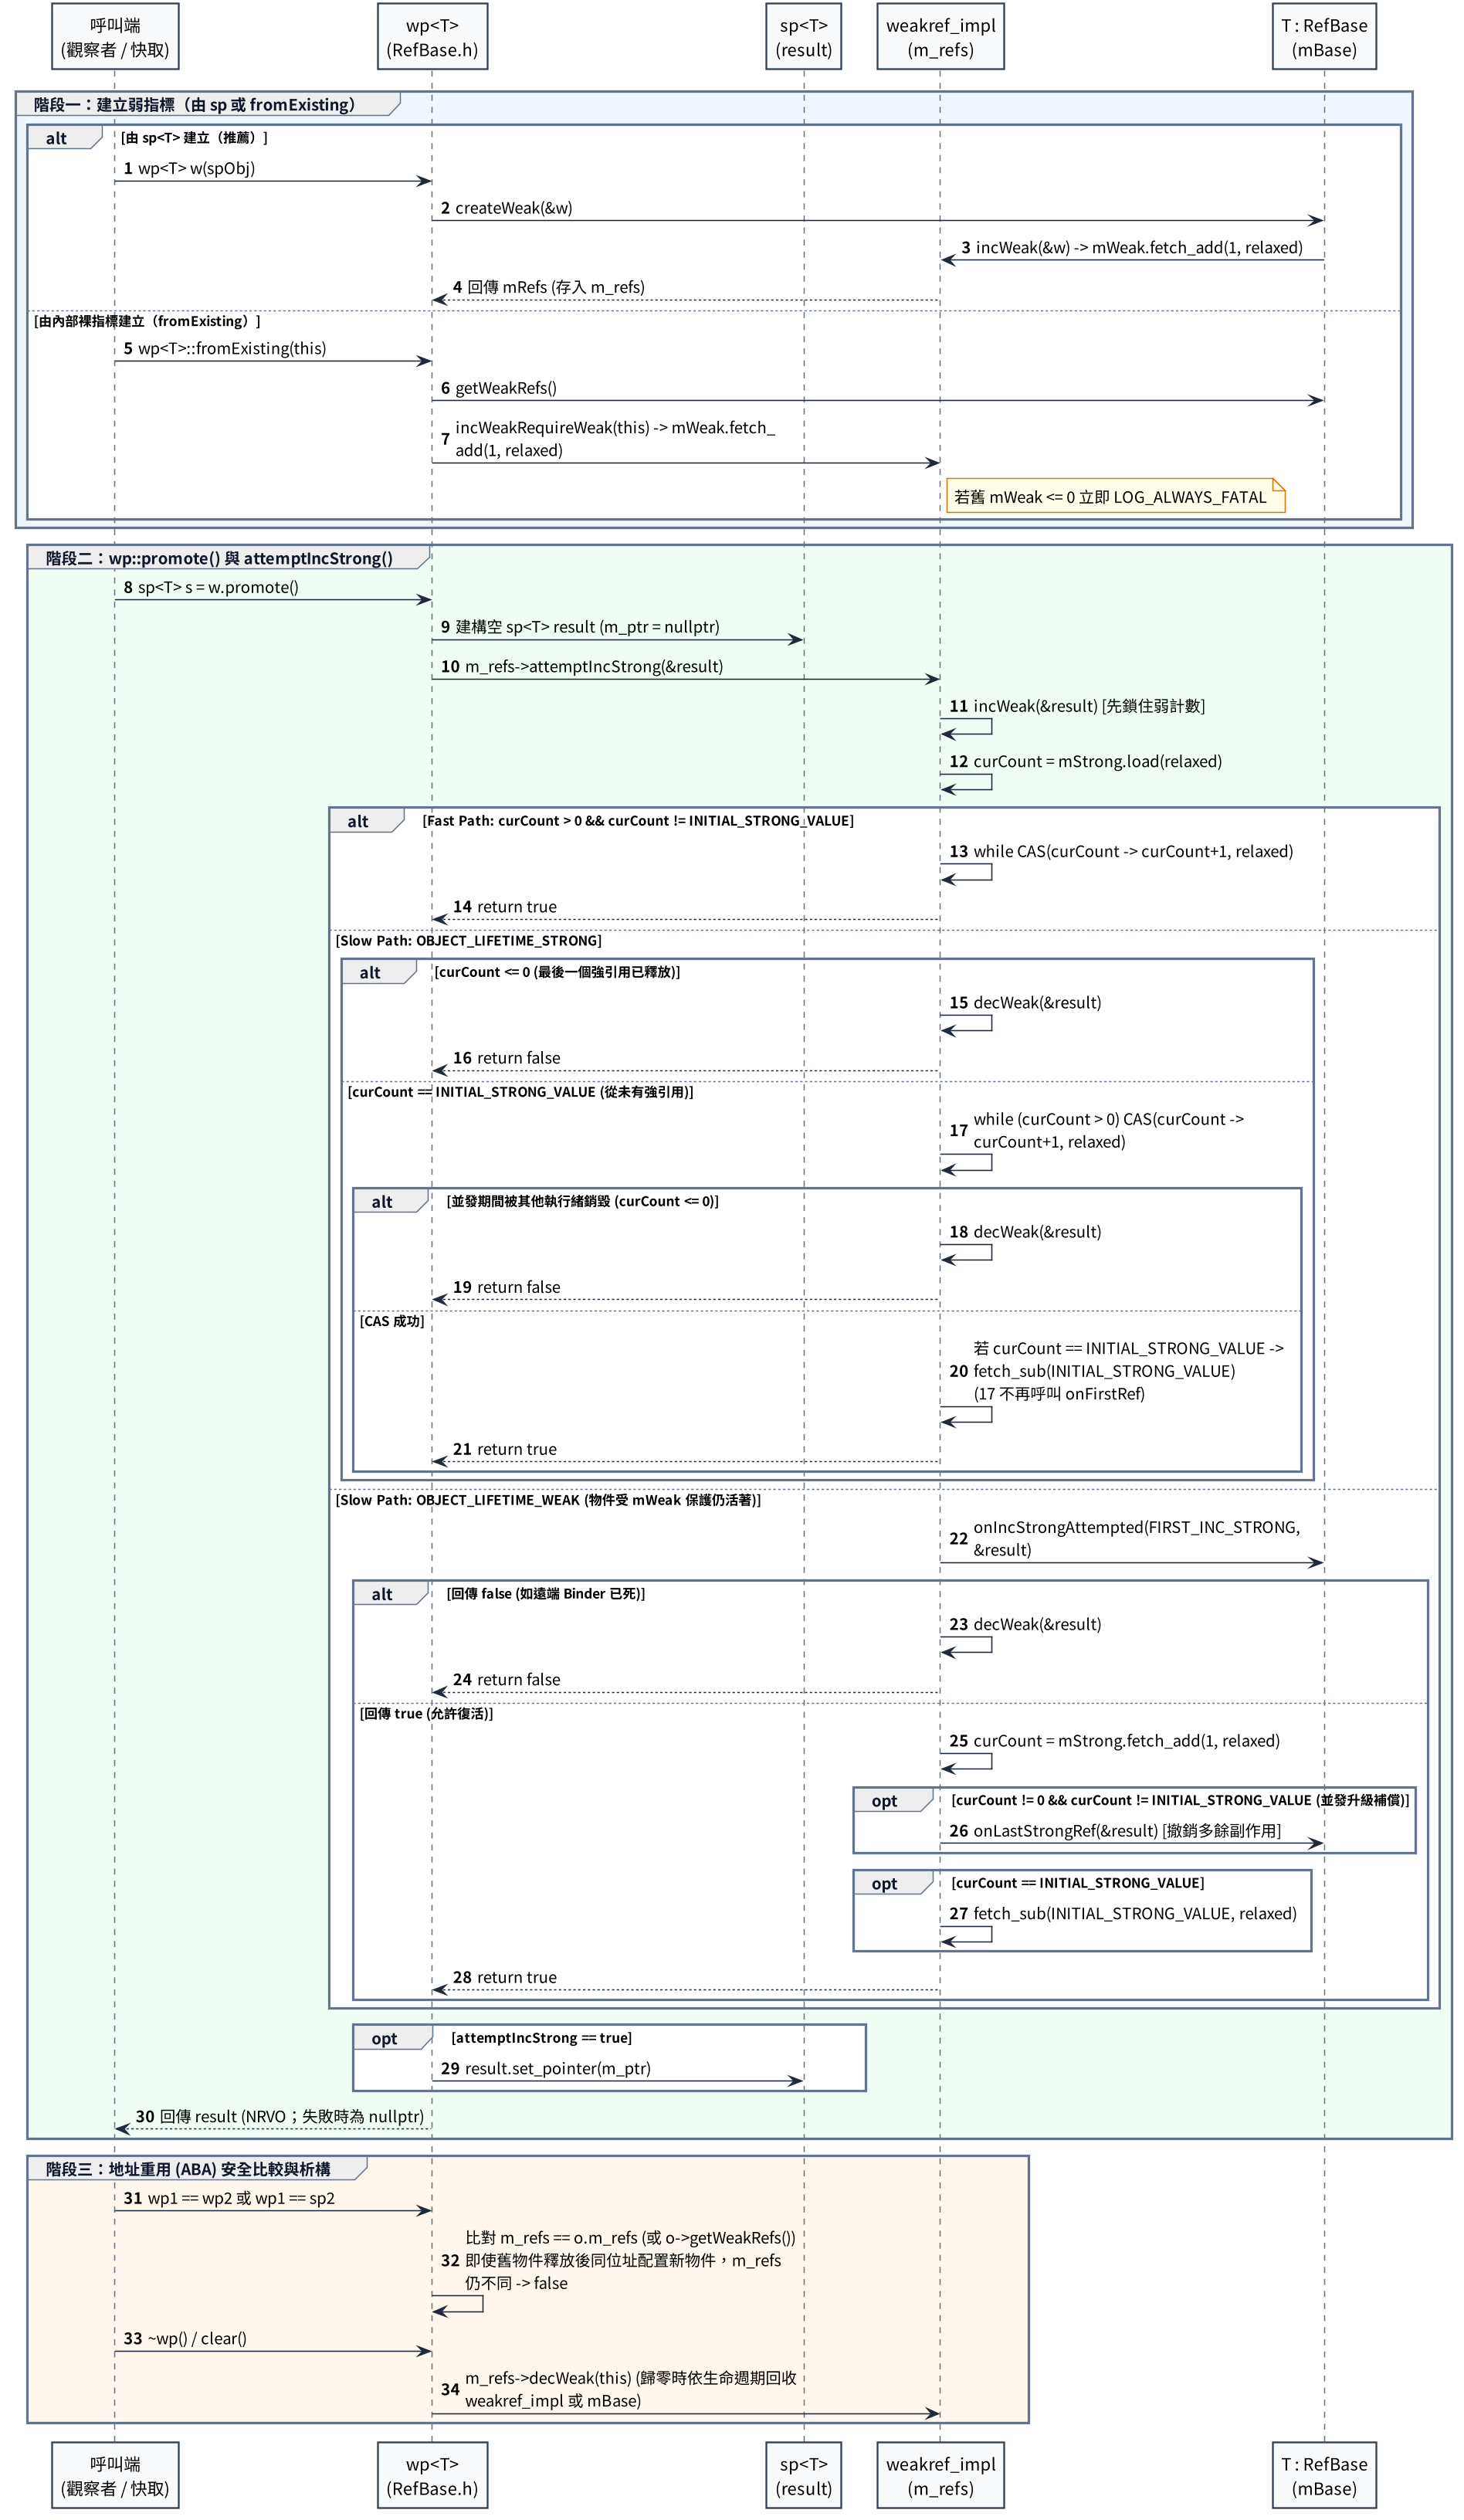 呼叫端
(觀察者 / 快取)
wp<T>
(RefBase.h)
sp<T>
(result)
weakref_impl
(m_refs)
T : RefBase
(mBase)
階段一：建立弱指標（由 sp 或 fromExisting）
alt [由 sp<T> 建立（推薦）]
1 wp<T> w(spObj)
2 createWeak(&w)
3 incWeak(&w) -> mWeak.fetch_add(1, relaxed)
4 回傳 mRefs (存入 m_refs)
[由內部裸指標建立（fromExisting）]
5 wp<T>::fromExisting(this)
6 getWeakRefs()
7 incWeakRequireWeak(this) -> mWeak.fetch_
add(1, relaxed)
若舊 mWeak <= 0 立即 LOG_ALWAYS_FATAL
階段二：wp::promote() 與 attemptIncStrong()
8 sp<T> s = w.promote()
9 建構空 sp<T> result (m_ptr = nullptr)
10 m_refs->attemptIncStrong(&result)
11 incWeak(&result) [先鎖住弱計數]
12 curCount = mStrong.load(relaxed)
alt [Fast Path: curCount > 0 && curCount != INITIAL_STRONG_VALUE]
13 while CAS(curCount -> curCount+1, relaxed)
14 return true
[Slow Path: OBJECT_LIFETIME_STRONG]
alt [curCount <= 0 (最後一個強引用已釋放)]
15 decWeak(&result)
16 return false
[curCount == INITIAL_STRONG_VALUE (從未有強引用)]
17 while (curCount > 0) CAS(curCount ->
curCount+1, relaxed)
alt [並發期間被其他執行緒銷毀 (curCount <= 0)]
18 decWeak(&result)
19 return false
[CAS 成功]
20 若 curCount == INITIAL_STRONG_VALUE ->
fetch_sub(INITIAL_STRONG_VALUE)
(17 不再呼叫 onFirstRef)
21 return true
[Slow Path: OBJECT_LIFETIME_WEAK (物件受 mWeak 保護仍活著)]
22 onIncStrongAttempted(FIRST_INC_STRONG,
&result)
alt [回傳 false (如遠端 Binder 已死)]
23 decWeak(&result)
24 return false
[回傳 true (允許復活)]
25 curCount = mStrong.fetch_add(1, relaxed)
opt [curCount != 0 && curCount != INITIAL_STRONG_VALUE (並發升級補償)]
26 onLastStrongRef(&result) [撤銷多餘副作用]
opt [curCount == INITIAL_STRONG_VALUE]
27 fetch_sub(INITIAL_STRONG_VALUE, relaxed)
28 return true
opt [attemptIncStrong == true]
29 result.set_pointer(m_ptr)
30 回傳 result (NRVO；失敗時為 nullptr)
階段三：地址重用 (ABA) 安全比較與析構
31 wp1 == wp2 或 wp1 == sp2
32 比對 m_refs == o.m_refs (或 o->getWeakRefs())
即使舊物件釋放後同位址配置新物件，m_refs
仍不同 -> false
33 ~wp() / clear()
34 m_refs->decWeak(this) (歸零時依生命週期回收
weakref_impl 或 mBase)
呼叫端
(觀察者 / 快取)
wp<T>
(RefBase.h)
sp<T>
(result)
weakref_impl
(m_refs)
T : RefBase
(mBase)